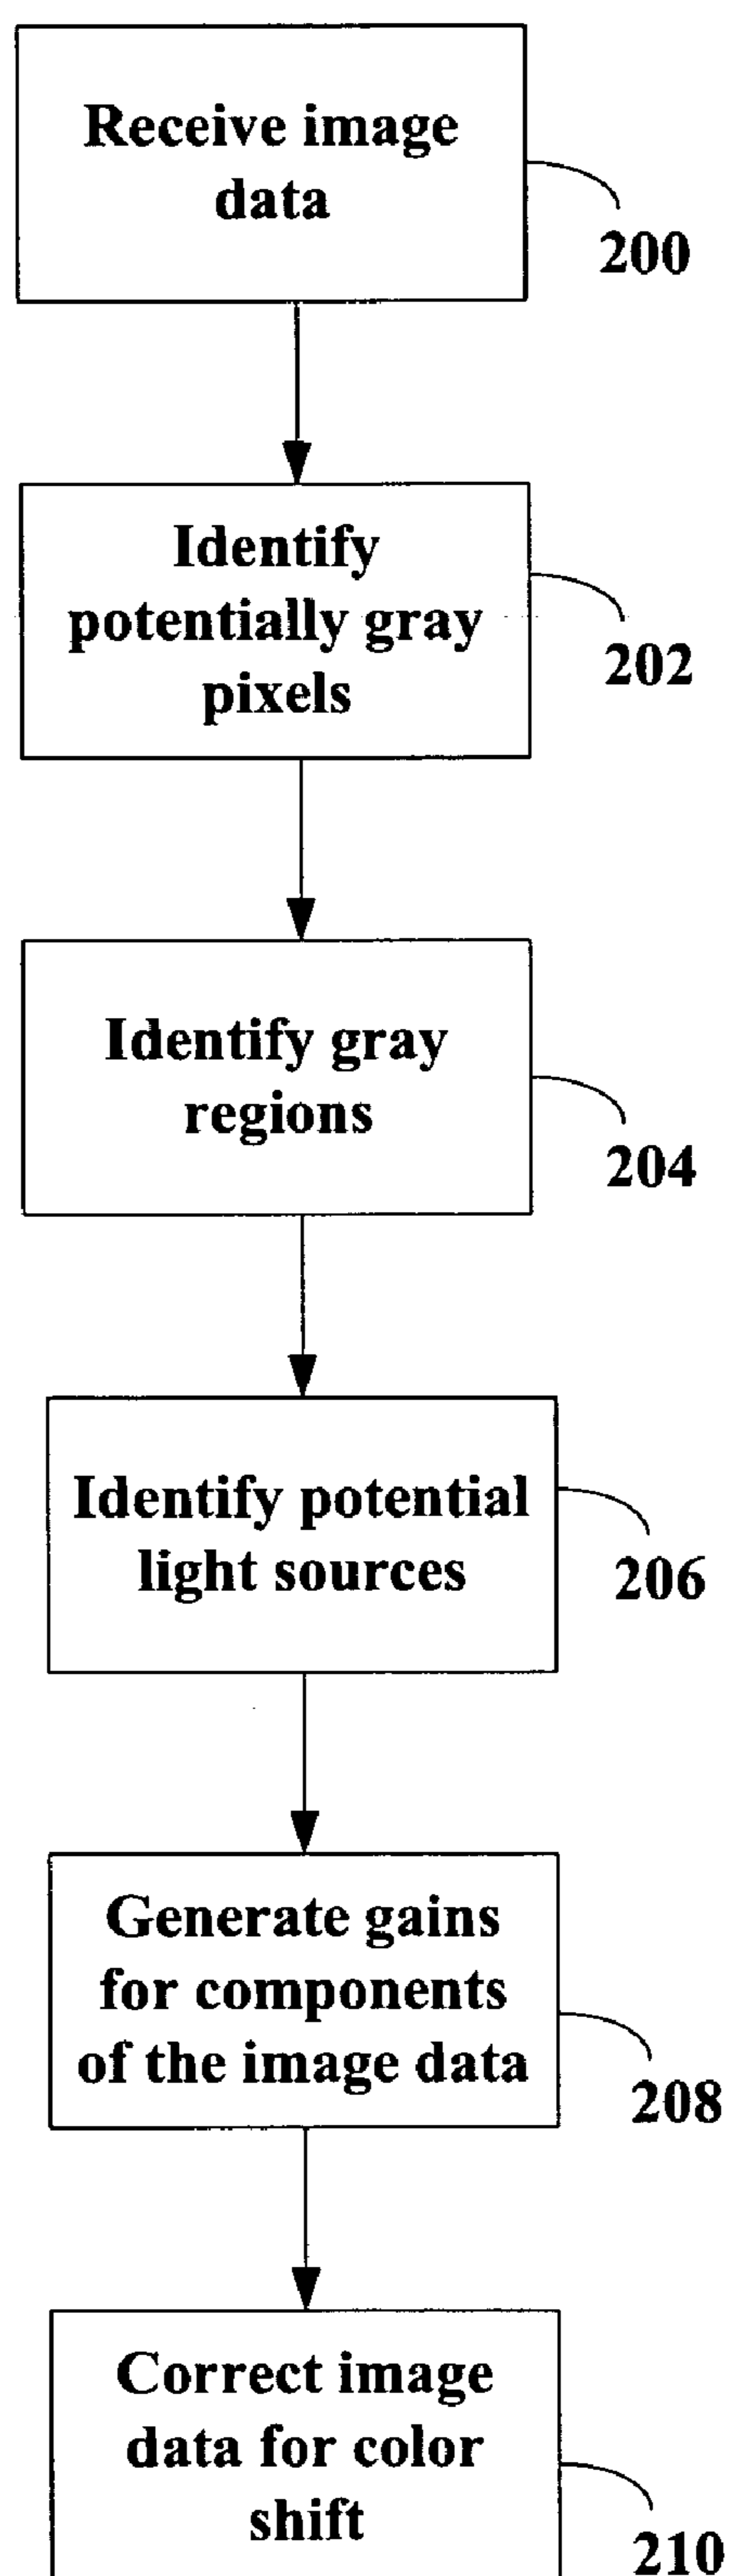 Receive image
data
200
Identify
potentially gray
pixels
202
Identify gray
regions
204
Identify potential
light sources
206
Generate gains
for components
of the image data
208
Correct image
data for color
shift
210